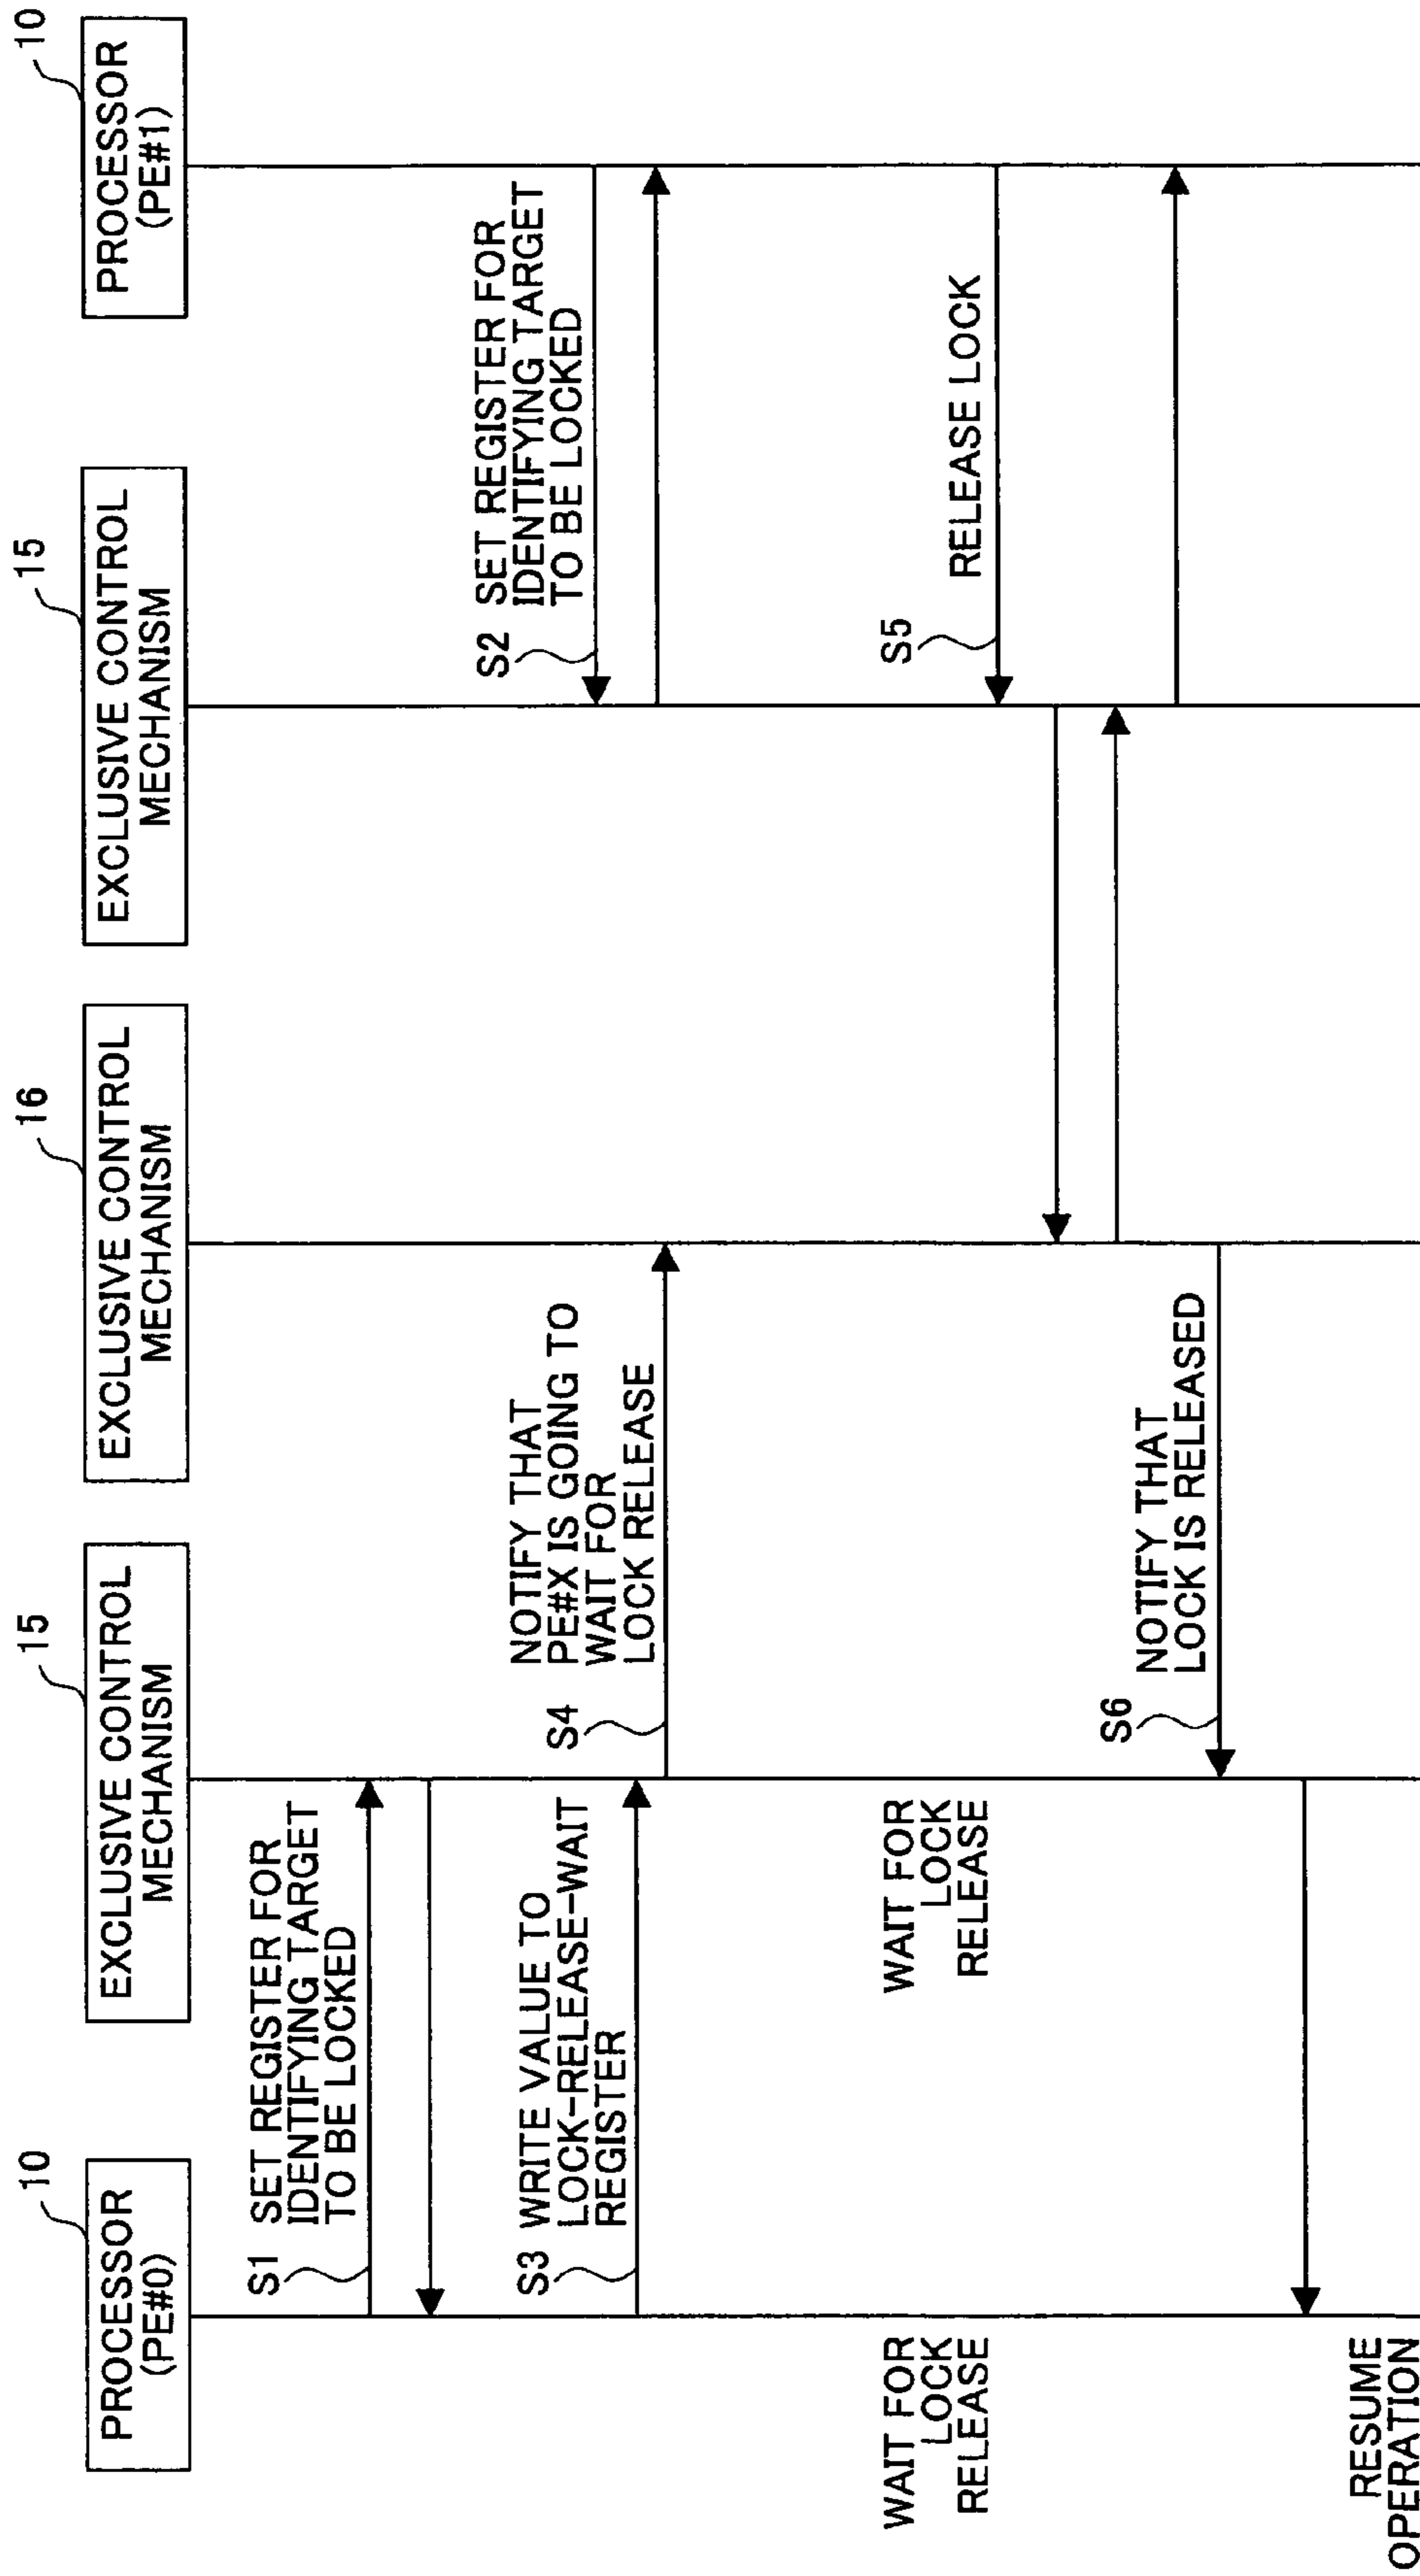 10
PROCESSOR
(PE#0)
15
EXCLUSIVE CONTROL
MECHANISM
16
EXCLUSIVE CONTROL
MECHANISM
15
EXCLUSIVE CONTROL
MECHANISM
10
PROCESSOR
(PE#1)
S1
SET REGISTER FOR
IDENTIFYING TARGET
TO BE LOCKED
S2
SET REGISTER FOR
IDENTIFYING TARGET
TO BE LOCKED
S3
WRITE VALUE TO
LOCK-RELEASE-WAIT
REGISTER
S4
NOTIFY THAT
PE#X IS GOING TO
WAIT FOR
LOCK RELEASE
WAIT FOR
LOCK
RELEASE
WAIT FOR
LOCK
RELEASE
S5
RELEASE LOCK
S6
NOTIFY THAT
LOCK IS RELEASED
RESUME
OPERATION